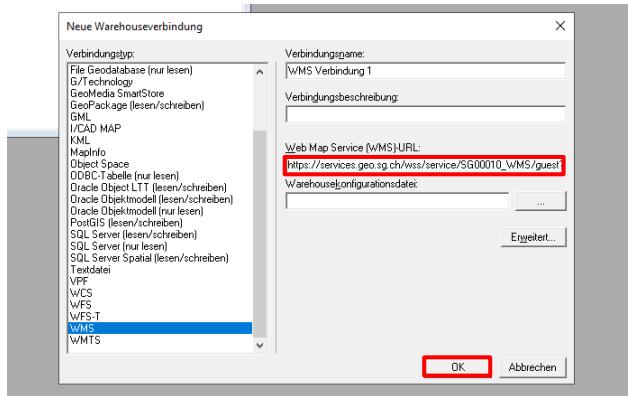 Neue Warehouseverbindung
Verbindungstyp:
File Geodatabase (nur lesen)
G/Technology
GeoMedia SmartStore
GeoPackage (lesen/schreiben)
GML
I/CAD MAP
KML
MapInfo
Object Space
ODBC-Tabelle (nur lesen)
Oracle Object LTT (lesen/schreiben)
Oracle Objektmodell (lesen/schreiben)
Oracle Objektmodell (nur lesen)
PostGIS (lesen/schreiben)
SQL Server (lesen/schreiben)
SQL Server (nur lesen)
SQL Server Spatial (lesen/schreiben)
Textdatei
VPF
WCS
WFS
WFS-T
WMS
WMTS
Verbindungsname:
WMS Verbindung 1
Verbindungsbeschreibung:
Web Map Service (WMS)-URL:
https://services.geo.sg.ch/wss/service/SG00010_WMS/guest?
Warehousekonfigurationsdatei:
...
Erweitert...
OK
Abbrechen